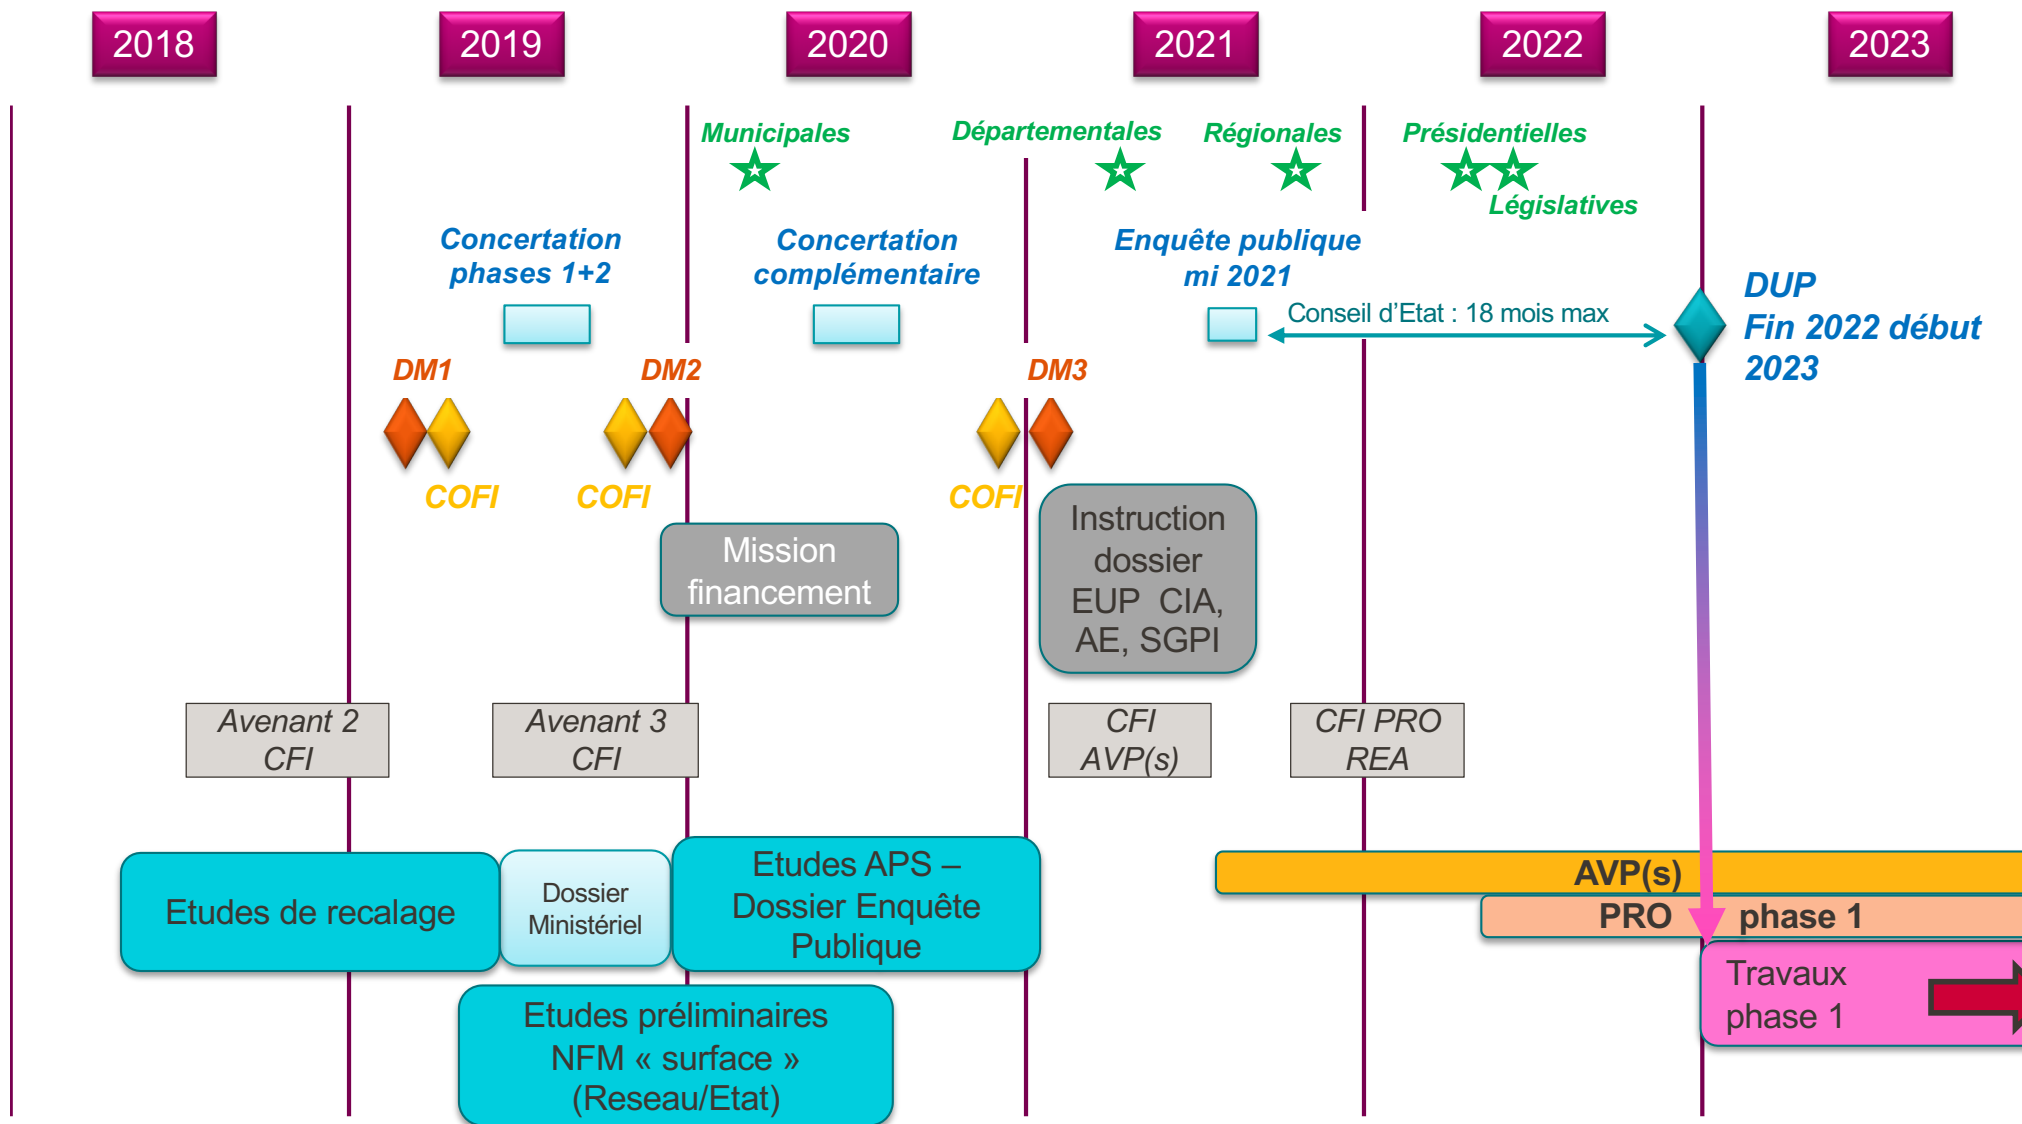 2018
2019
2020
2021
2022
2023
Municipales
Départementales
Régionales
Présidentielles
Législatives
Concertation
phases 1+2
Concertation
complémentaire
Enquête publique
mi 2021
Conseil d'Etat : 18 mois max
DUP
Fin 2022 début
2023
DM1
DM2
DM3
COFI
COFI
COFI
Mission
financement
Instruction
dossier
EUP CIA,
AE, SGPI
Avenant 2
CFI
Avenant 3
CFI
CFI
AVP(s)
CFI PRO
REA
Etudes de recalage
Dossier
Ministériel
Etudes APS –
Dossier Enquête
Publique
AVP(s)
PRO phase 1
Travaux
phase 1
Etudes préliminaires
NFM « surface »
(Reseau/Etat)